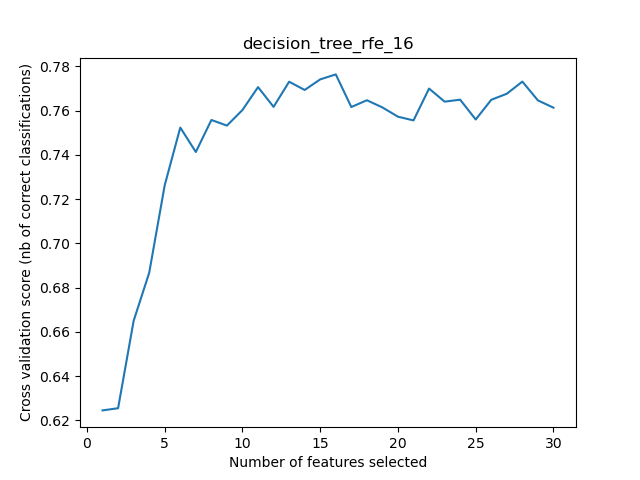 decision_tree_rfe_16
Cross validation score (nb of correct classifications)
0.78
0.76
0.74
0.72
0.70
0.68
0.66
0.64
0.62
0 5 10 15 20 25 30
Number of features selected